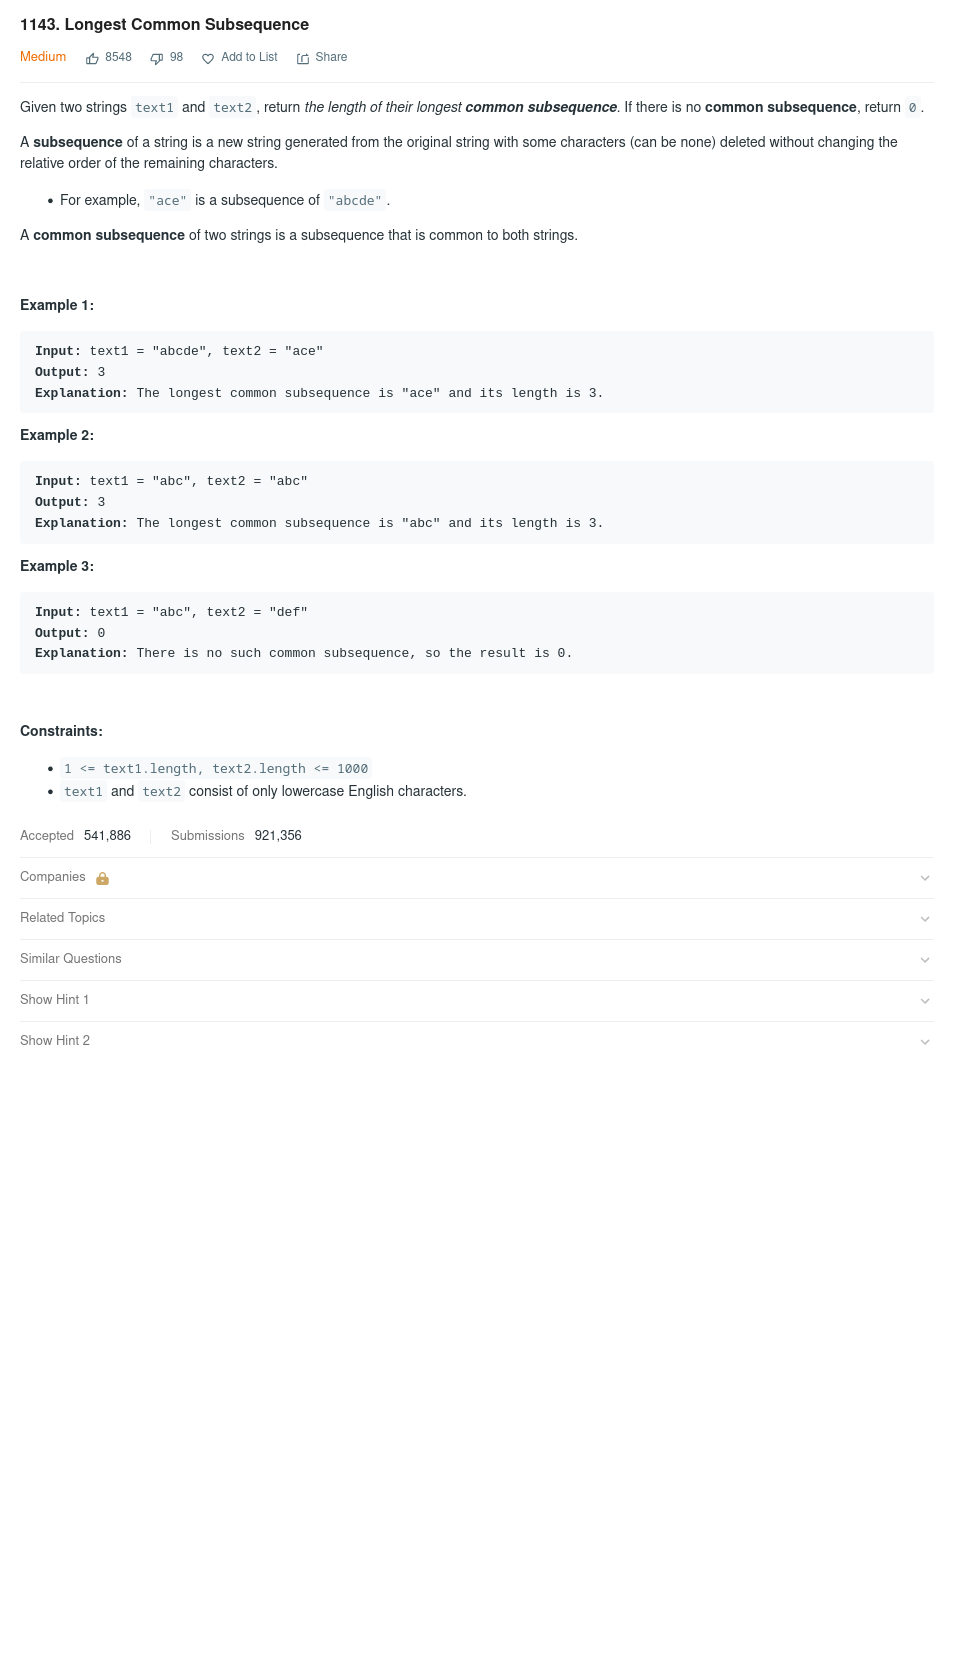 1143. Longest Common Subsequence
Medium 8548 98 Add to List Share
Given two strings text1 and text2, return the length of their longest common subsequence. If there is no common subsequence, return 0.
A subsequence of a string is a new string generated from the original string with some characters (can be none) deleted without changing the
relative order of the remaining characters.
• For example, "ace" is a subsequence of "abcde".
A common subsequence of two strings is a subsequence that is common to both strings.
Example 1:
Input: text1 = "abcde", text2 = "ace"
Output: 3
Explanation: The longest common subsequence is "ace" and its length is 3.
Example 2:
Input: text1 = "abc", text2 = "abc"
Output: 3
Explanation: The longest common subsequence is "abc" and its length is 3.
Example 3:
Input: text1 = "abc", text2 = "def"
Output: 0
Explanation: There is no such common subsequence, so the result is 0.
Constraints:
• 1 <= text1.length, text2.length <= 1000
• text1 and text2 consist of only lowercase English characters.
Accepted 541,886 Submissions 921,356
Companies
Related Topics
Similar Questions
Show Hint 1
Show Hint 2